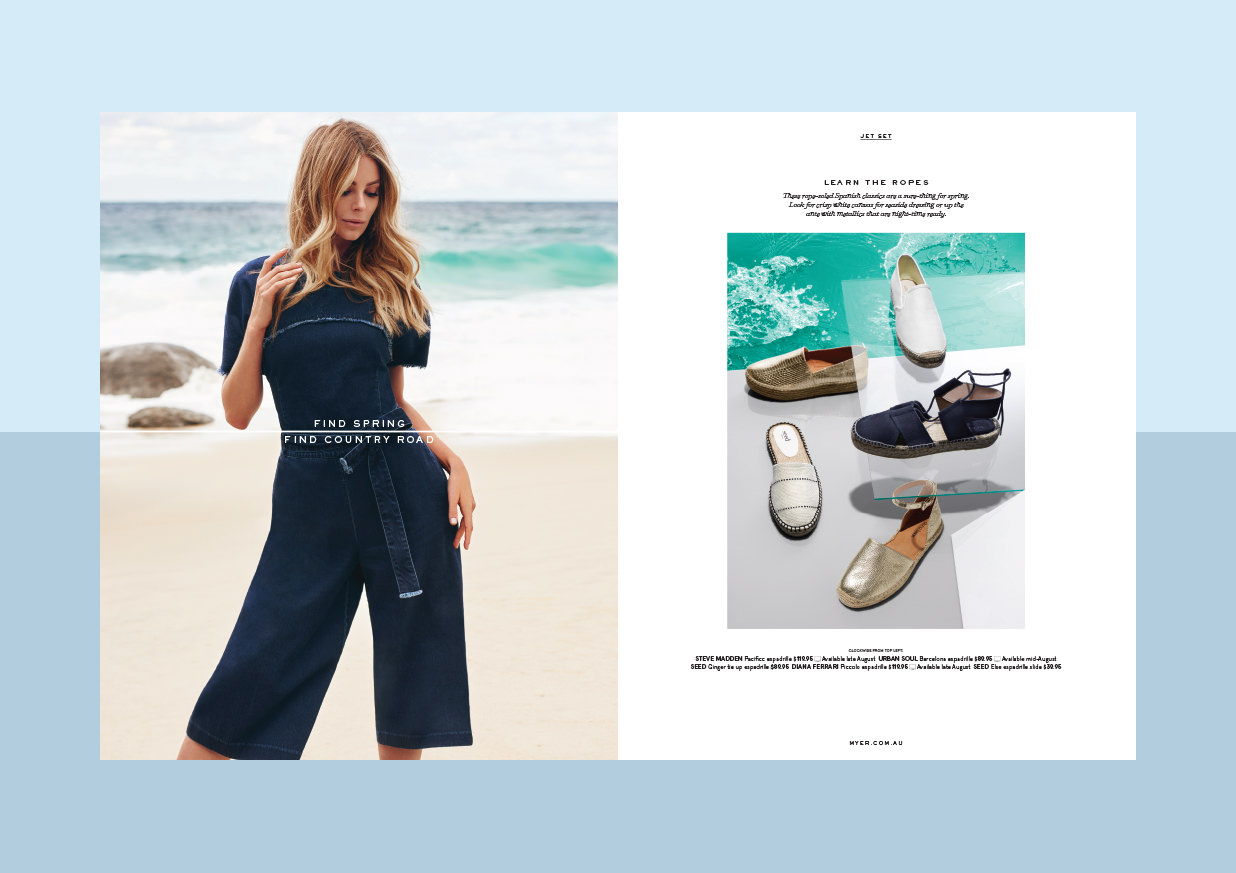 FIND SPRING
FIND COUNTRY ROAD
JET SET
LEARN THE ROPES
These rope-soled Spanish classics are a sure-thing for spring.
Look for crisp white canvas for seaside dressing or up the
ante with metallics that are night-time ready.
CLOCKWISE FROM TOP LEFT:
STEVE MADDEN Pacificc espadrille $119.95 Available late August URBAN SOUL Barcelona espadrille $89.95 Available mid-August
SEED Ginger tie up espadrille $89.95 DIANA FERRARI Piccolo espadrille $119.95 Available late August SEED Else espadrille slide $39.95
MYER.COM.AU